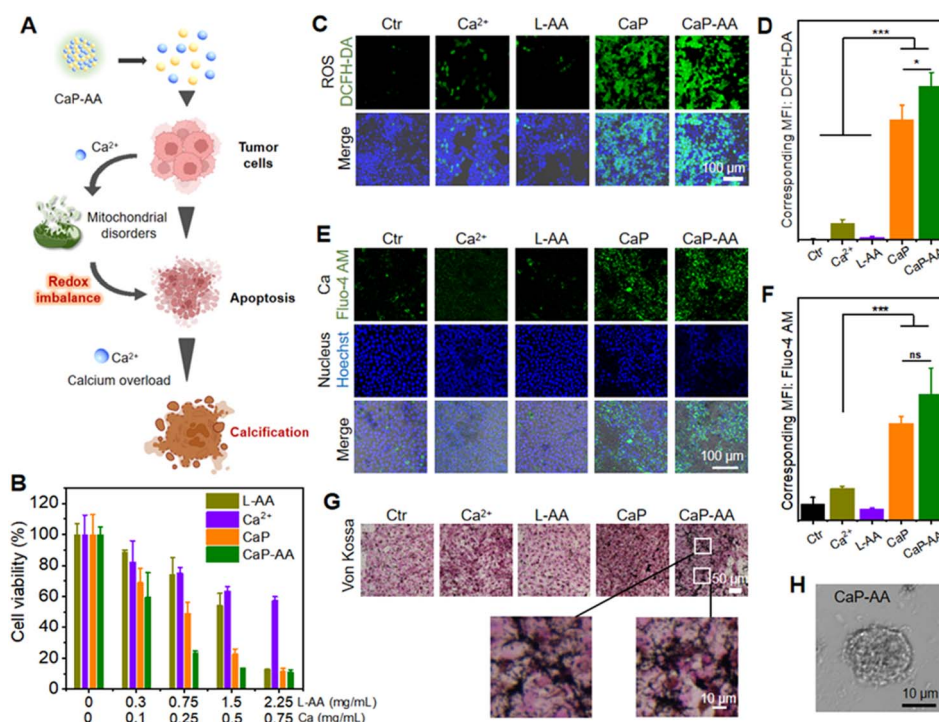 A
CaP-AA
Ca²⁺
Tumor
cells
Mitochondrial
disorders
Redox
imbalance
Apoptosis
Ca²⁺
Calcium overload
Calcification
B
Cell viability (%)
120
100
80
60
40
20
0
L-AA
Ca²⁺
CaP
CaP-AA
0 0.3 0.75 1.5 2.25 L-AA (mg/mL)
0 0.1 0.25 0.5 0.75 Ca (mg/mL)
C
Ctr Ca²⁺ L-AA CaP CaP-AA
ROS
DCFH-DA
Merge
100 µm
D
Corresponding MFI: DCFH-DA
***
*
Ctr Ca²⁺ L-AA CaP CaP-AA
E
Ctr Ca²⁺ L-AA CaP CaP-AA
Ca
Fluo-4 AM
Nucleus
Hoechst
Merge
100 µm
F
Corresponding MFI: Fluo-4 AM
***
ns
Ctr Ca²⁺ L-AA CaP CaP-AA
G
Ctr Ca²⁺ L-AA CaP CaP-AA
Von Kossa
50 µm
10 µm
H
CaP-AA
10 µm